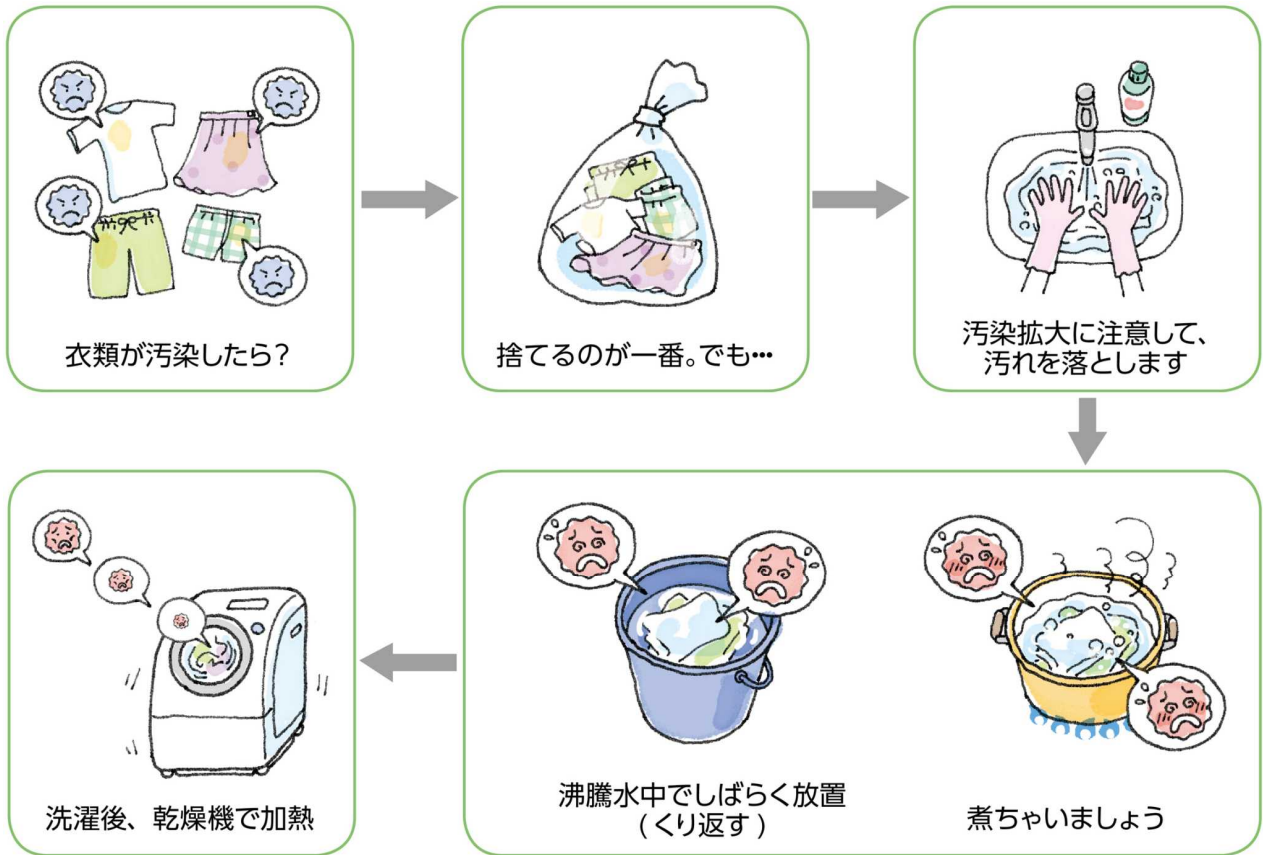 衣類が汚染したら？
捨てるのが一番。でも…
汚染拡大に注意して、
汚れを落とします
沸騰水中でしばらく放置
（くり返す）
煮ちゃいましょう
洗濯後、乾燥機で加熱